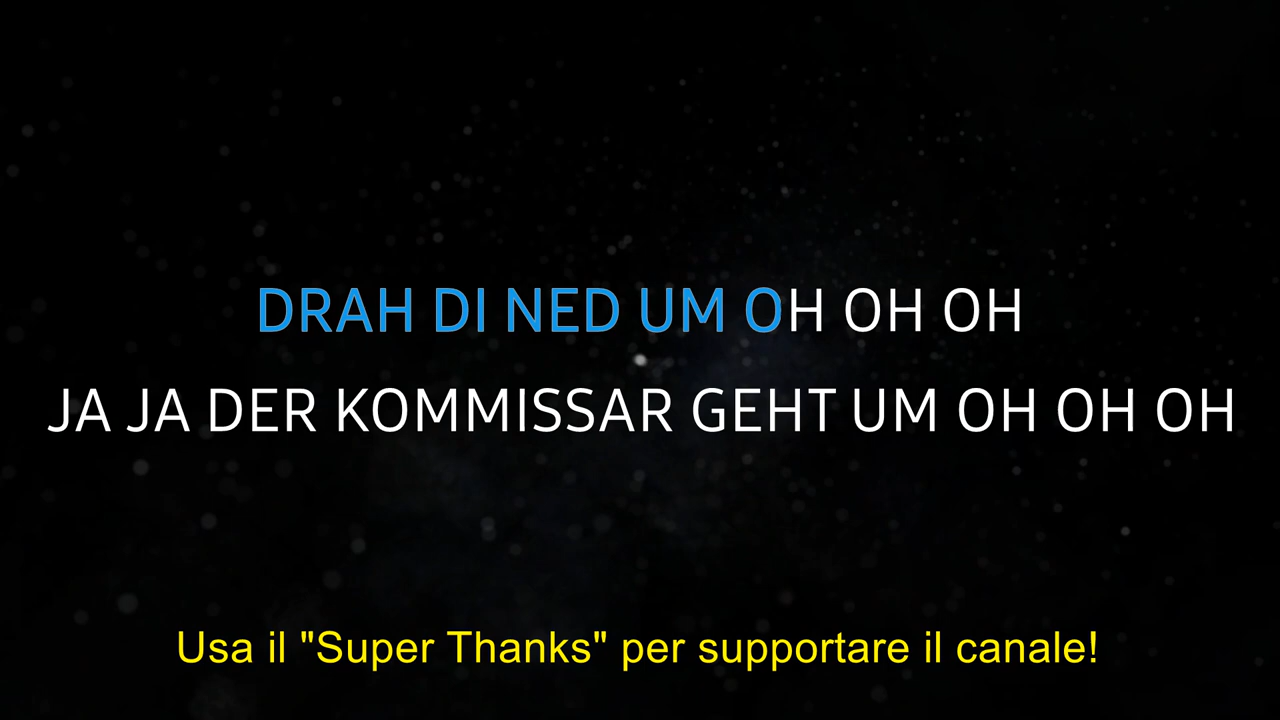 DRAH DI NED UM OH OH OH
JA JA DER KOMMISSAR GEHT UM OH OH OH
Usa il "Super Thanks" per supportare il canale!